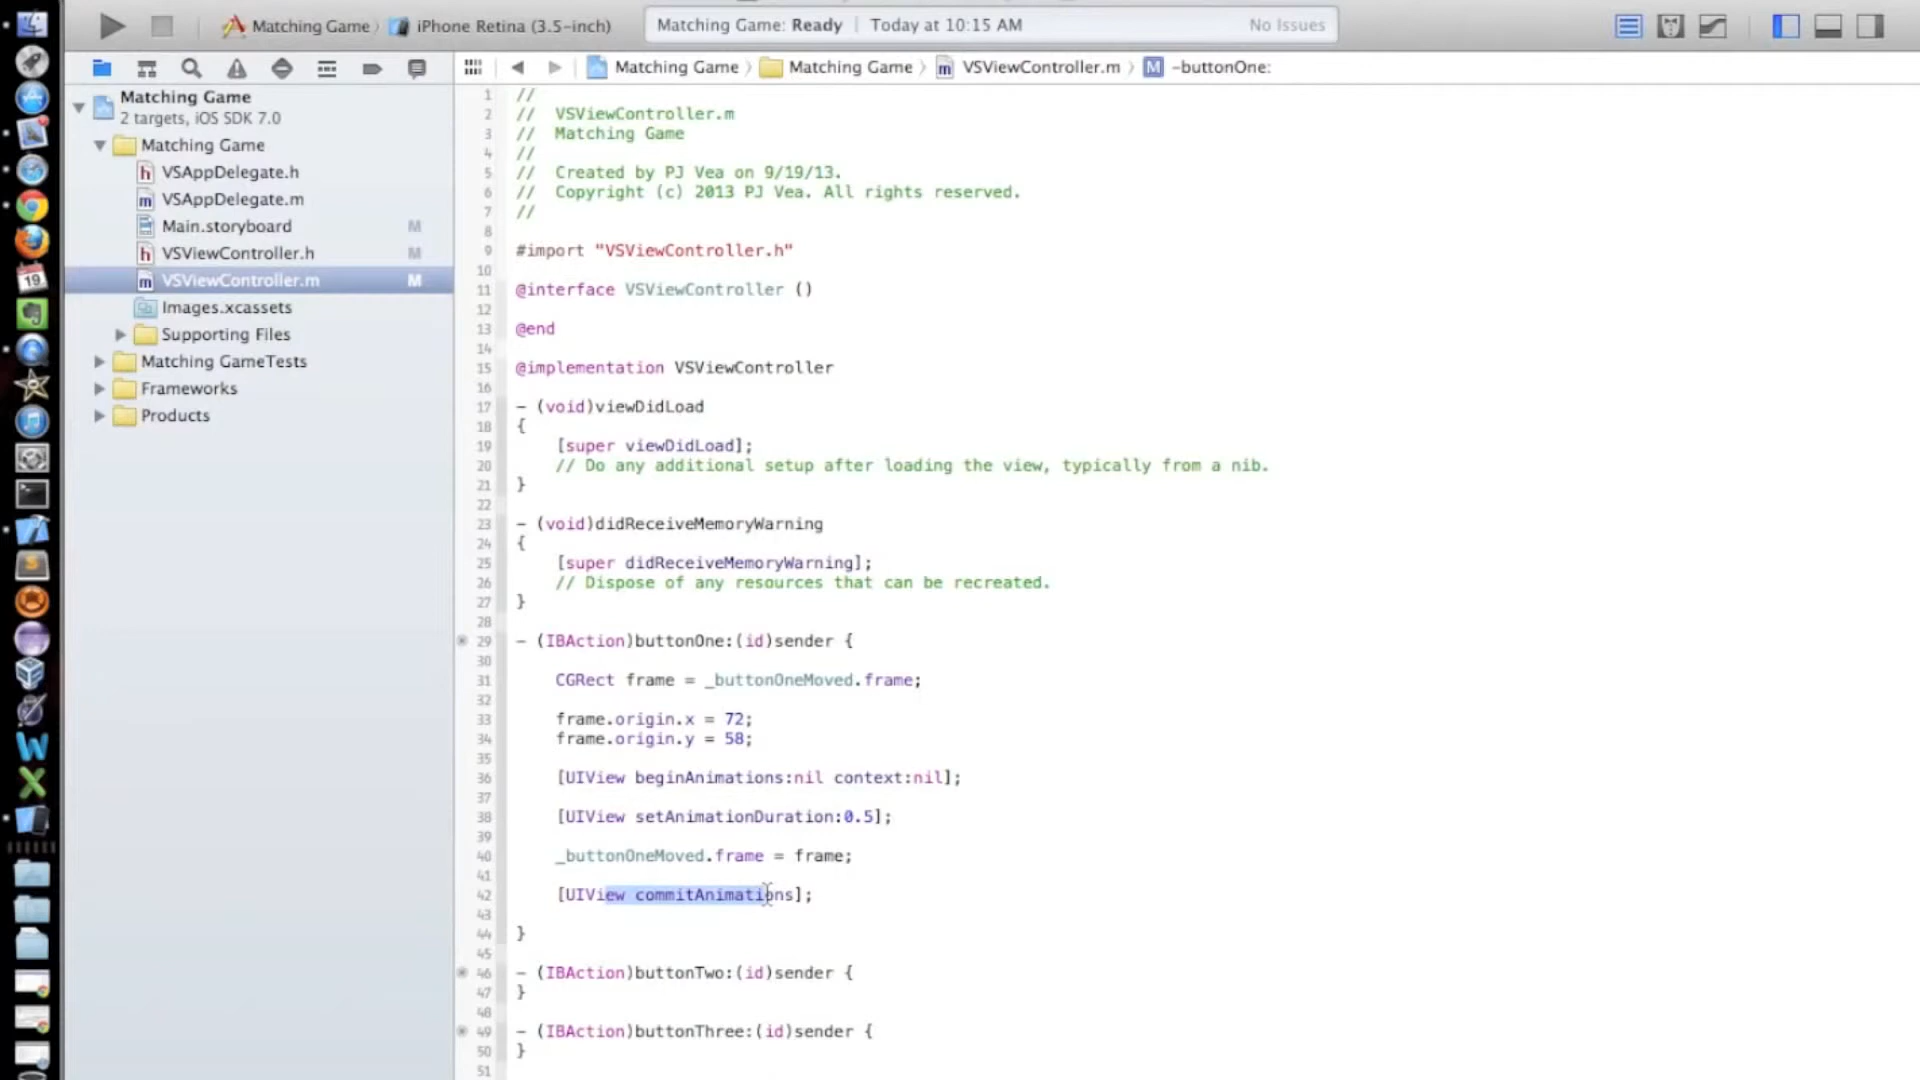 Matching Game
iPhone Retina (3.5-inch)
Matching Game: Ready
Today at 10:15 AM
No Issues
Matching Game
Matching Game
VSViewController.m
M
-buttonOne:
Matching Game
2 targets, iOS SDK 7.0
Matching Game
h VSAppDelegate.h
m VSAppDelegate.m
Main.storyboard M
h VSViewController.h M
m VSViewController.m M
Images.xcassets
Supporting Files
Matching GameTests
Frameworks
Products
19
1 //
2 // VSViewController.m
3 // Matching Game
4 //
5 // Created by PJ Vea on 9/19/13.
6 // Copyright (c) 2013 PJ Vea. All rights reserved.
7 //
8
9 #import "VSViewController.h"
10
11 @interface VSViewController ()
12
13 @end
14
15 @implementation VSViewController
16
17 - (void)viewDidLoad
18 {
19 [super viewDidLoad];
20 // Do any additional setup after loading the view, typically from a nib.
21 }
22
23 - (void)didReceiveMemoryWarning
24 {
25 [super didReceiveMemoryWarning];
26 // Dispose of any resources that can be recreated.
27 }
28
29 - (IBAction)buttonOne:(id)sender {
30
31 CGRect frame = _buttonOneMoved.frame;
32
33 frame.origin.x = 72;
34 frame.origin.y = 58;
35
36 [UIView beginAnimations:nil context:nil];
37
38 [UIView setAnimationDuration:0.5];
39
40 _buttonOneMoved.frame = frame;
41
42 [UIView commitAnimations];
43
44 }
45
46 - (IBAction)buttonTwo:(id)sender {
47 }
48
49 - (IBAction)buttonThree:(id)sender {
50 }
51